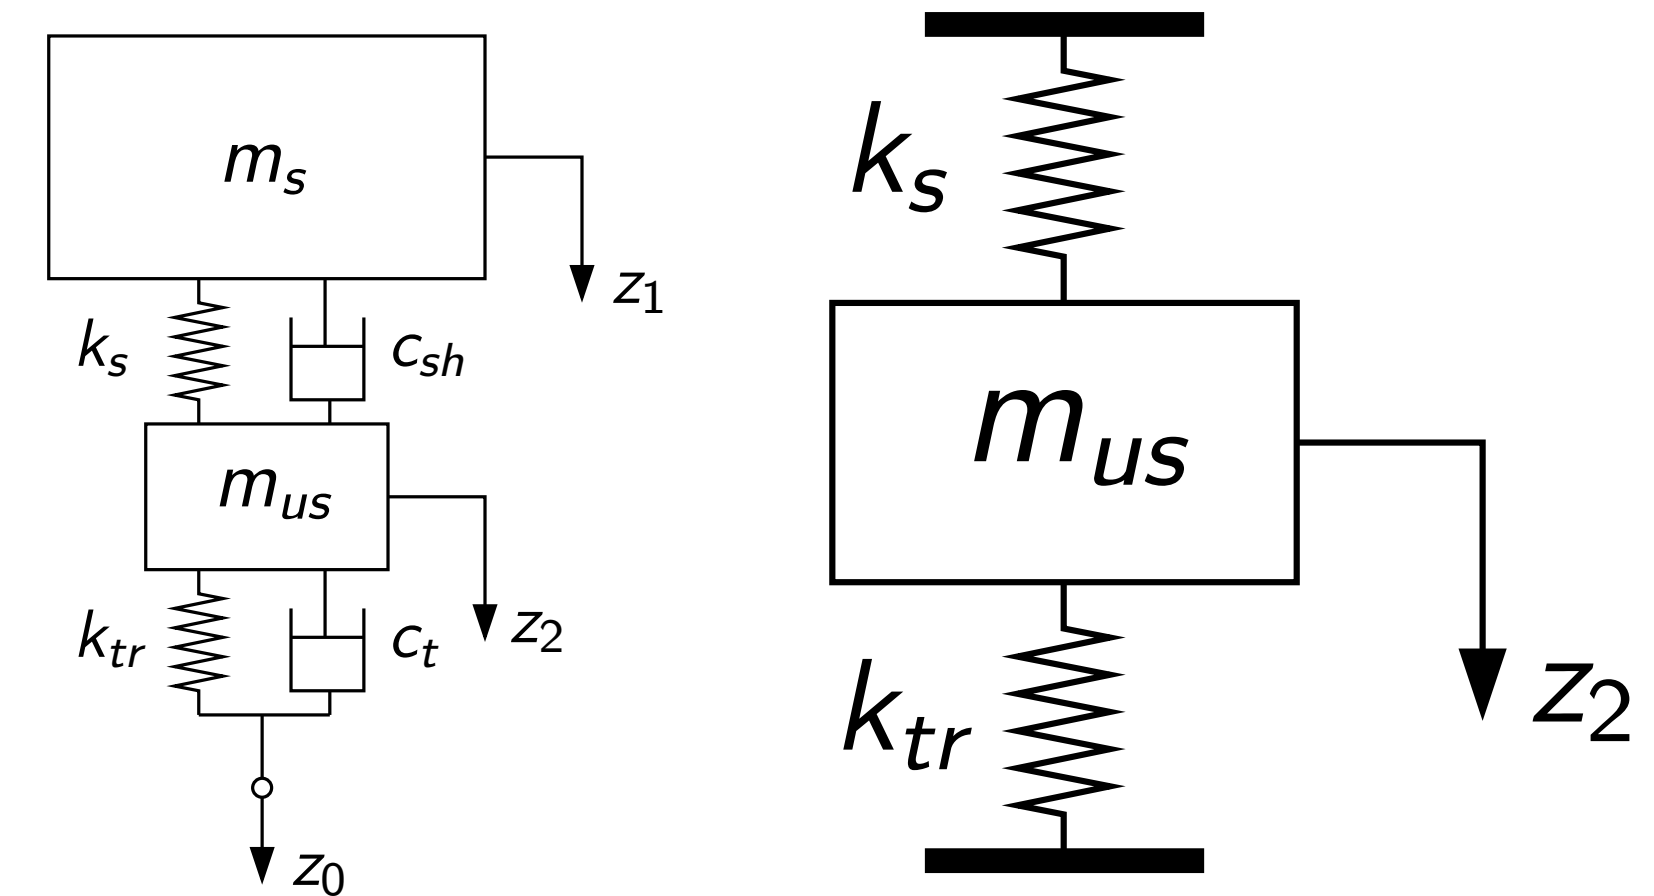 m_s
z_1
k_s c_sh
m_us
k_tr c_t z_2
z_0
k_s
m_us
k_tr
z_2